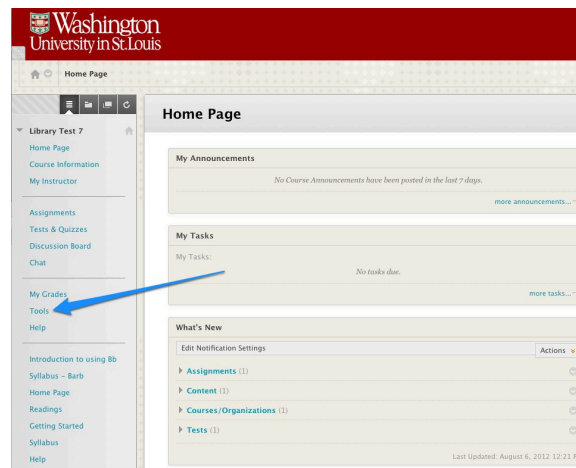 Washington
University in St. Louis
Home Page
Library Test 7
Home Page
Course Information
My Instructor
Assignments
Tests & Quizzes
Discussion Board
Chat
My Grades
Tools
Help
Introduction to using Bb
Syllabus – Barb
Home Page
Readings
Getting Started
Syllabus
Help
Home Page
My Announcements
No Course Announcements have been posted in the last 7 days.
more announcements...
My Tasks
My Tasks:
No tasks due.
more tasks...
What's New
Edit Notification Settings
Actions
Assignments (1)
Content (1)
Courses/Organizations (1)
Tests (1)
Last Updated: August 6, 2012 12:21